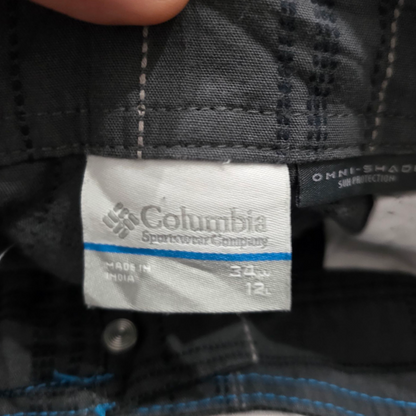 Columbia
Sportswear Company
MADE IN
INDIA
34W
12L
OMNI-SHADE
SUN PROTECTION